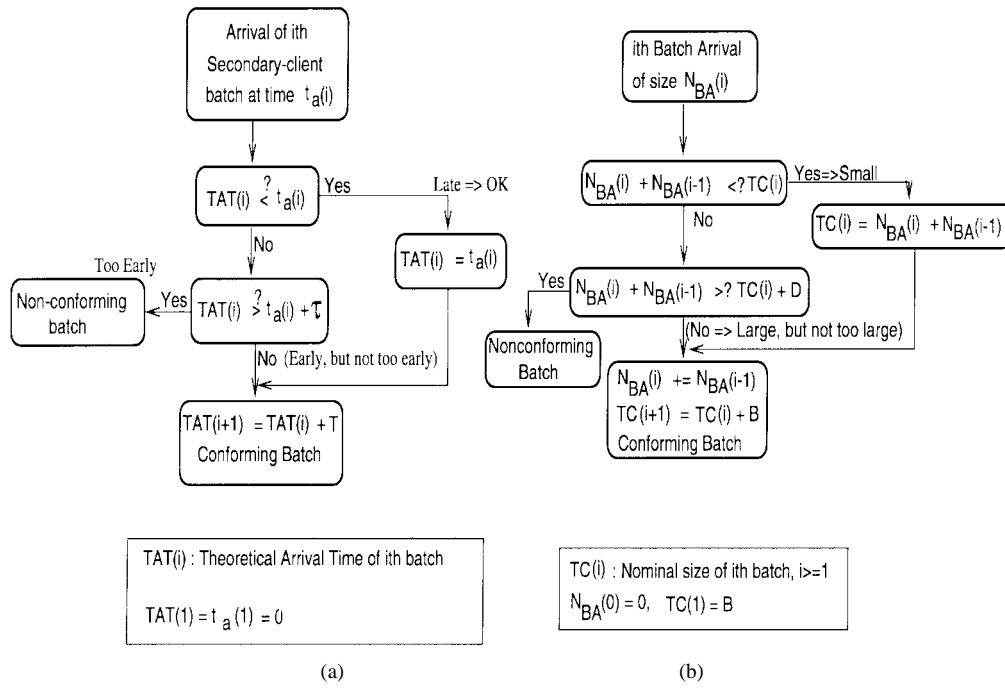 Arrival of ith
Secondary-client
batch at time t_a(i)
TAT(i) <? t_a(i)
Yes
Late => OK
TAT(i) = t_a(i)
No
Too Early
Non-conforming
batch
Yes
TAT(i) >? t_a(i) + τ
No (Early, but not too early)
TAT(i+1) = TAT(i) + T
Conforming Batch
TAT(i) : Theoretical Arrival Time of ith batch
TAT(1) = t_a(1) = 0
(a)
ith Batch Arrival
of size N_BA(i)
N_BA(i) + N_BA(i-1) <? TC(i)
Yes=>Small
TC(i) = N_BA(i) + N_BA(i-1)
No
Yes
N_BA(i) + N_BA(i-1) >? TC(i) + D
(No => Large, but not too large)
Nonconforming
Batch
N_BA(i) += N_BA(i-1)
TC(i+1) = TC(i) + B
Conforming Batch
TC(i) : Nominal size of ith batch, i>=1
N_BA(0) = 0, TC(1) = B
(b)